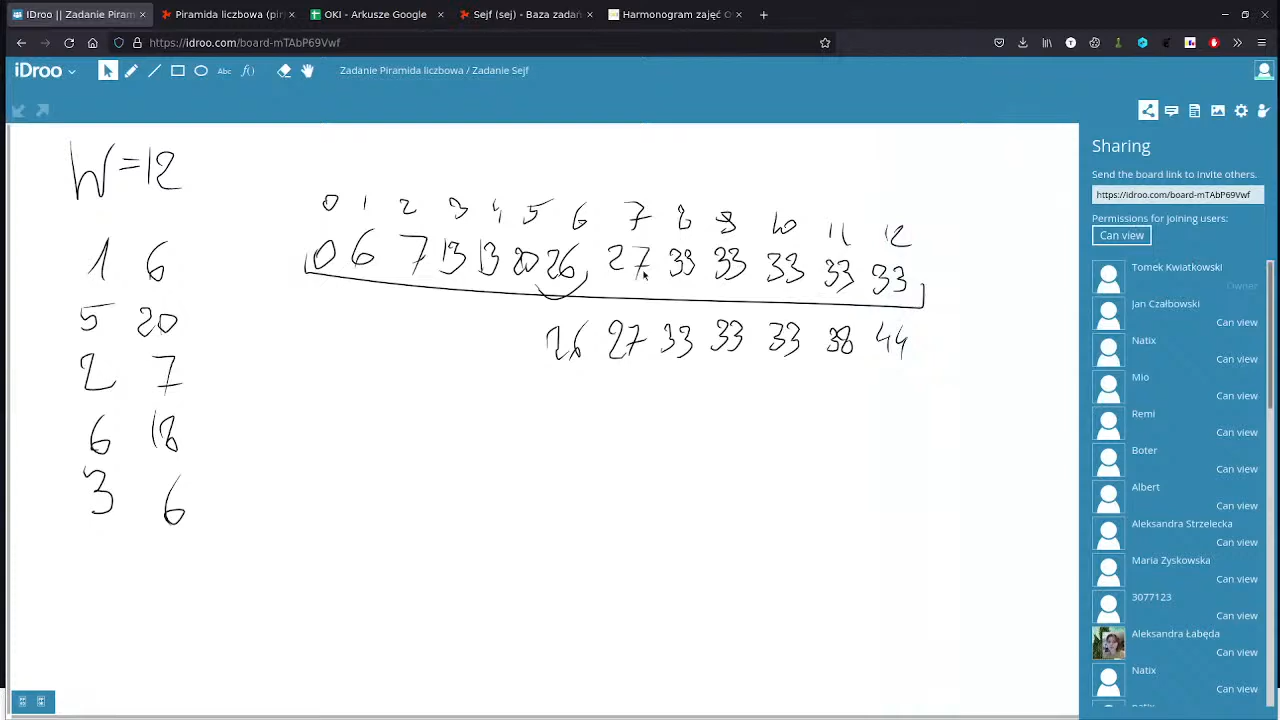 iDroo || Zadanie Piram
Piramida liczbowa (pir
OKI - Arkusze Google
Sejf (sej) - Baza zadań
Harmonogram zajęć O
https://idroo.com/board-mTAbP69Vwf
iDroo
Abc
f()
Zadanie Piramida liczbowa / Zadanie Sejf
W=12
1 6
5 20
2 7
6 18
3 6
0 1 2 3 4 5 6 7 8 9 10 11 12
0 6 7 13 13 20 26 27 33 33 33 33 33
26 27 33 33 33 38 44
Sharing
Send the board link to invite others.
https://idroo.com/board-mTAbP69Vwf
Permissions for joining users:
Can view
Tomek Kwiatkowski
Owner
Jan Czałbowski
Can view
Natix
Can view
Mio
Can view
Remi
Can view
Boter
Can view
Albert
Can view
Aleksandra Strzelecka
Can view
Maria Zyskowska
Can view
3077123
Can view
Aleksandra Łabęda
Can view
Natix
Can view